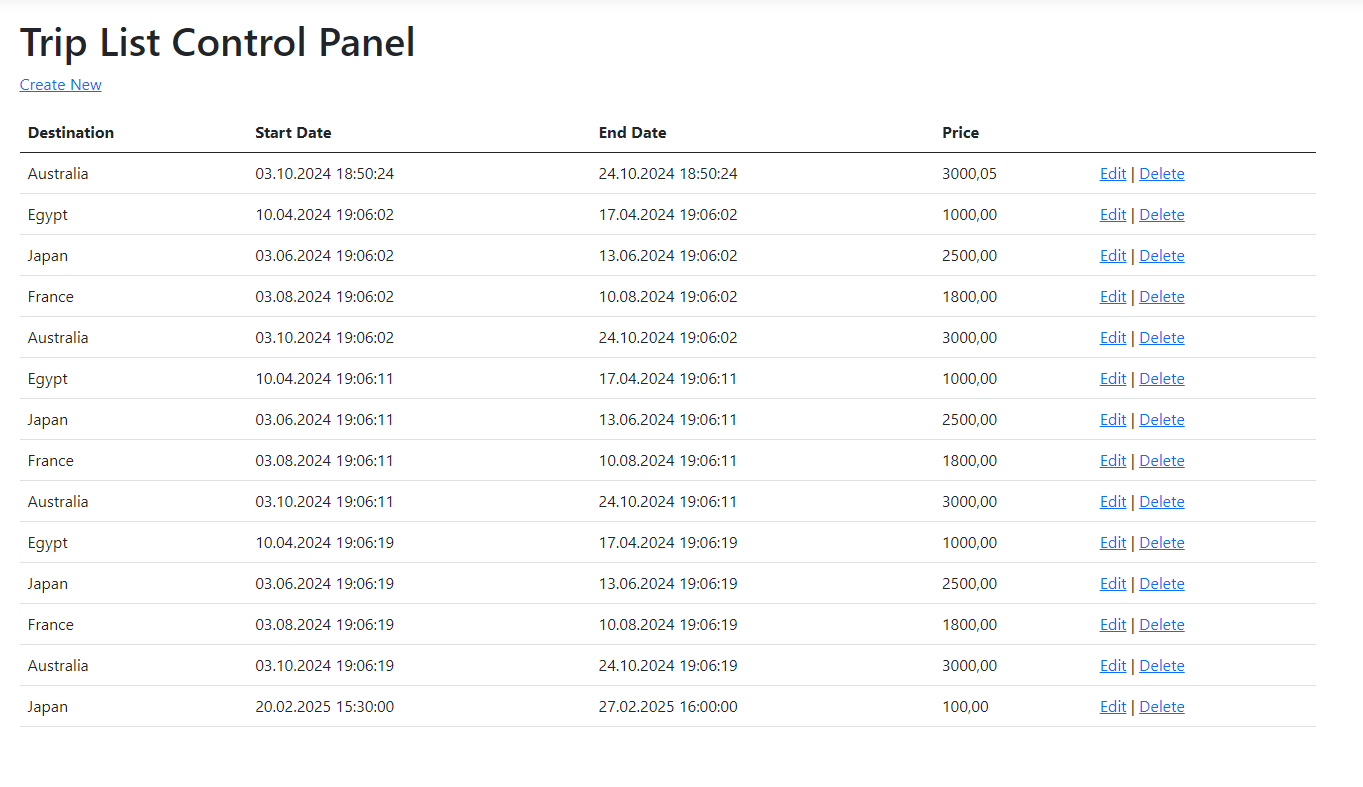 Trip List Control Panel
Create New
Destination Start Date End Date Price
Australia 03.10.2024 18:50:24 24.10.2024 18:50:24 3000,05 Edit | Delete
Egypt 10.04.2024 19:06:02 17.04.2024 19:06:02 1000,00 Edit | Delete
Japan 03.06.2024 19:06:02 13.06.2024 19:06:02 2500,00 Edit | Delete
France 03.08.2024 19:06:02 10.08.2024 19:06:02 1800,00 Edit | Delete
Australia 03.10.2024 19:06:02 24.10.2024 19:06:02 3000,00 Edit | Delete
Egypt 10.04.2024 19:06:11 17.04.2024 19:06:11 1000,00 Edit | Delete
Japan 03.06.2024 19:06:11 13.06.2024 19:06:11 2500,00 Edit | Delete
France 03.08.2024 19:06:11 10.08.2024 19:06:11 1800,00 Edit | Delete
Australia 03.10.2024 19:06:11 24.10.2024 19:06:11 3000,00 Edit | Delete
Egypt 10.04.2024 19:06:19 17.04.2024 19:06:19 1000,00 Edit | Delete
Japan 03.06.2024 19:06:19 13.06.2024 19:06:19 2500,00 Edit | Delete
France 03.08.2024 19:06:19 10.08.2024 19:06:19 1800,00 Edit | Delete
Australia 03.10.2024 19:06:19 24.10.2024 19:06:19 3000,00 Edit | Delete
Japan 20.02.2025 15:30:00 27.02.2025 16:00:00 100,00 Edit | Delete